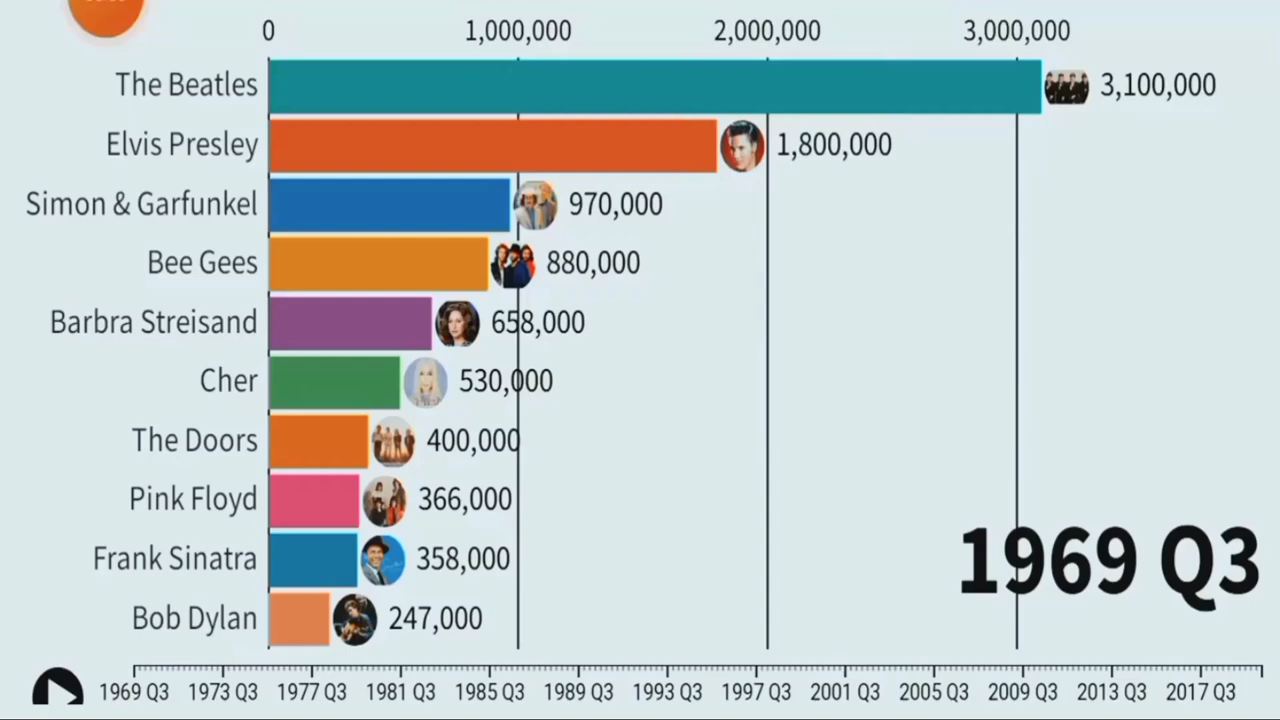 0 1,000,000 2,000,000 3,000,000
The Beatles 3,100,000
Elvis Presley 1,800,000
Simon & Garfunkel 970,000
Bee Gees 880,000
Barbra Streisand 658,000
Cher 530,000
The Doors 400,000
Pink Floyd 366,000
Frank Sinatra 358,000
Bob Dylan 247,000
1969 Q3
1969 Q3 1973 Q3 1977 Q3 1981 Q3 1985 Q3 1989 Q3 1993 Q3 1997 Q3 2001 Q3 2005 Q3 2009 Q3 2013 Q3 2017 Q3